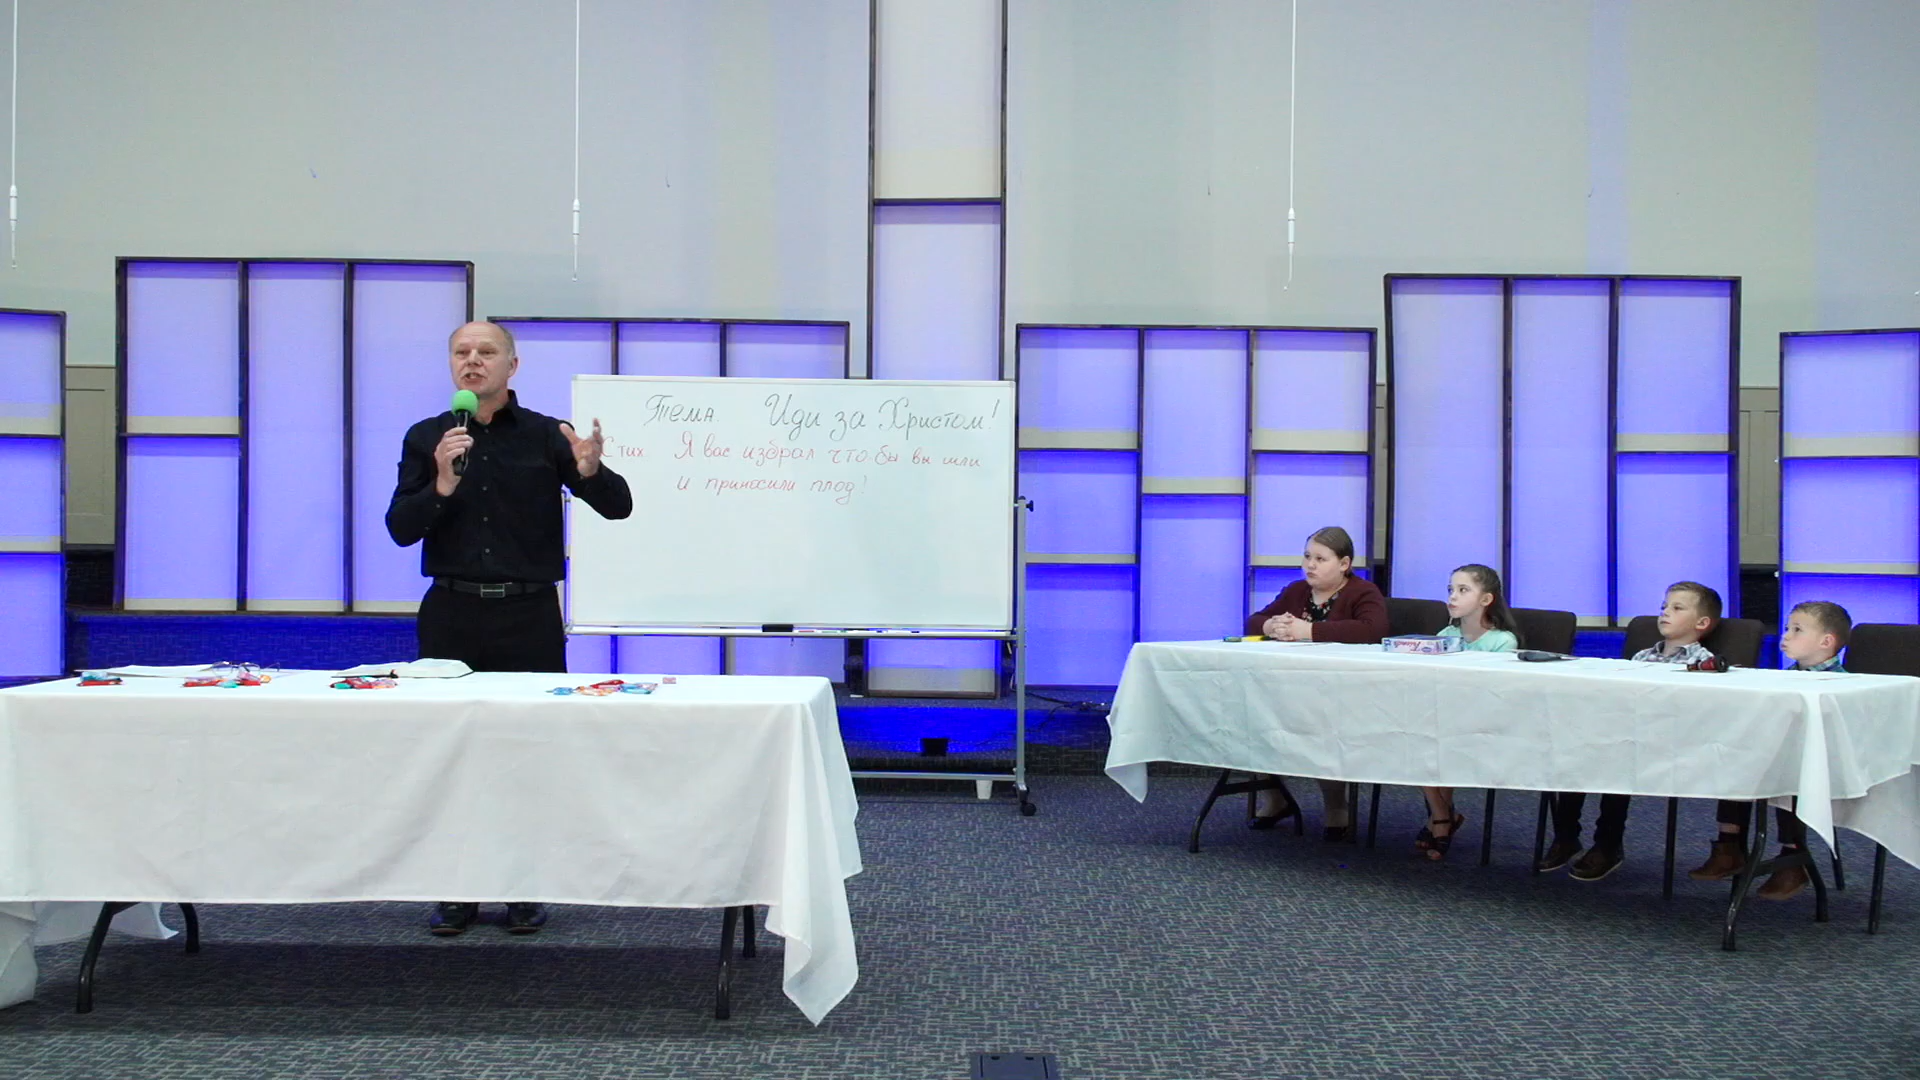 Тема. Иди за Христом!
Стих Я вас избрал что бы вы шли
и приносили плод!